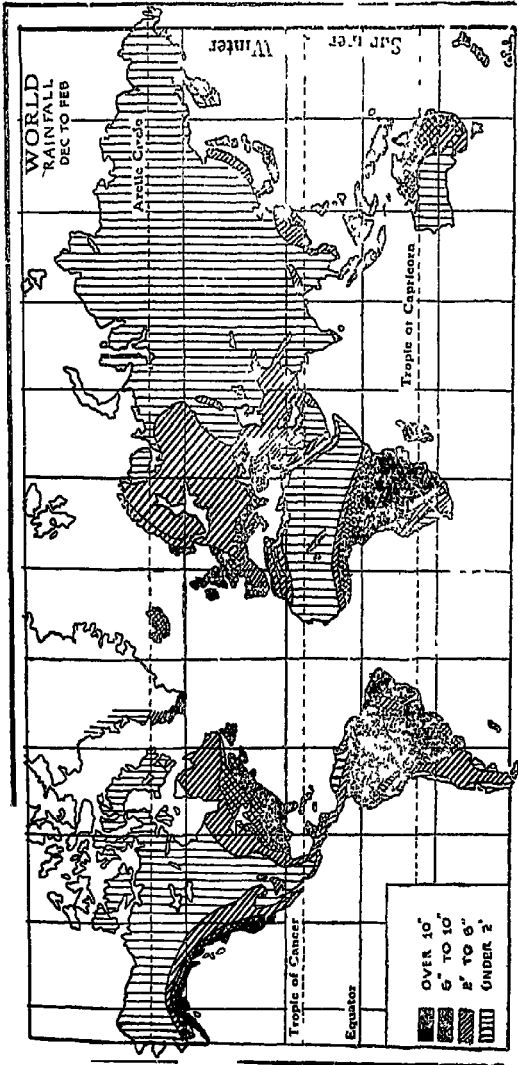 WORLD
RAINFALL
DEC TO FEB
Arctic Circle
Winter
Tropic of Cancer
Equator
Tropic of Capricorn
OVER 10"
6" TO 10"
2" TO 6"
UNDER 2"